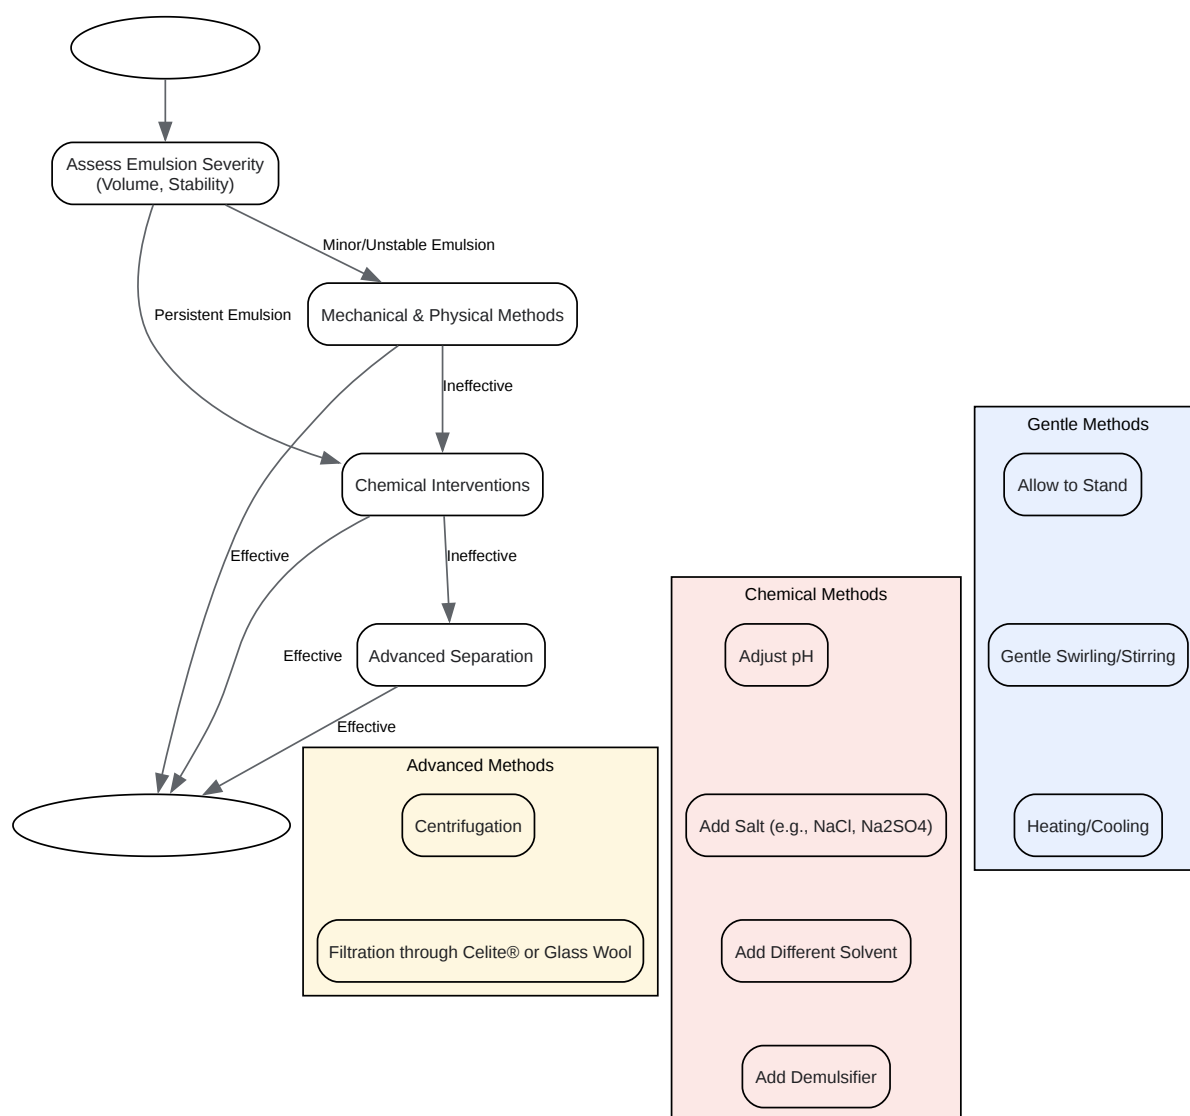 Assess Emulsion Severity
(Volume, Stability)
Minor/Unstable Emulsion
Persistent Emulsion
Mechanical & Physical Methods
Ineffective
Chemical Interventions
Effective
Ineffective
Effective
Advanced Separation
Effective
Advanced Methods
Centrifugation
Filtration through Celite® or Glass Wool
Chemical Methods
Adjust pH
Add Salt (e.g., NaCl, Na2SO4)
Add Different Solvent
Add Demulsifier
Gentle Methods
Allow to Stand
Gentle Swirling/Stirring
Heating/Cooling